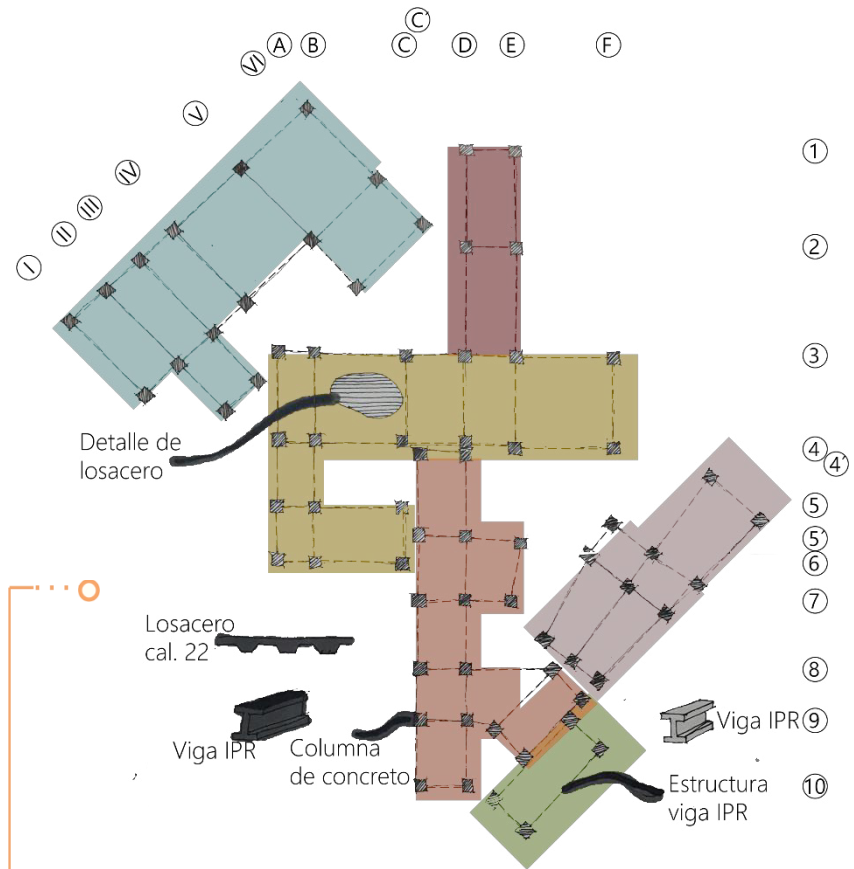 C´
A
B
C
D
E
F
VI
V
IV
III
II
I
1
2
3
4
4´
5
5´
6
7
8
9
10
Detalle de
losacero
Losacero
cal. 22
Viga IPR
Columna
de concreto
Viga IPR
Estructura
viga IPR